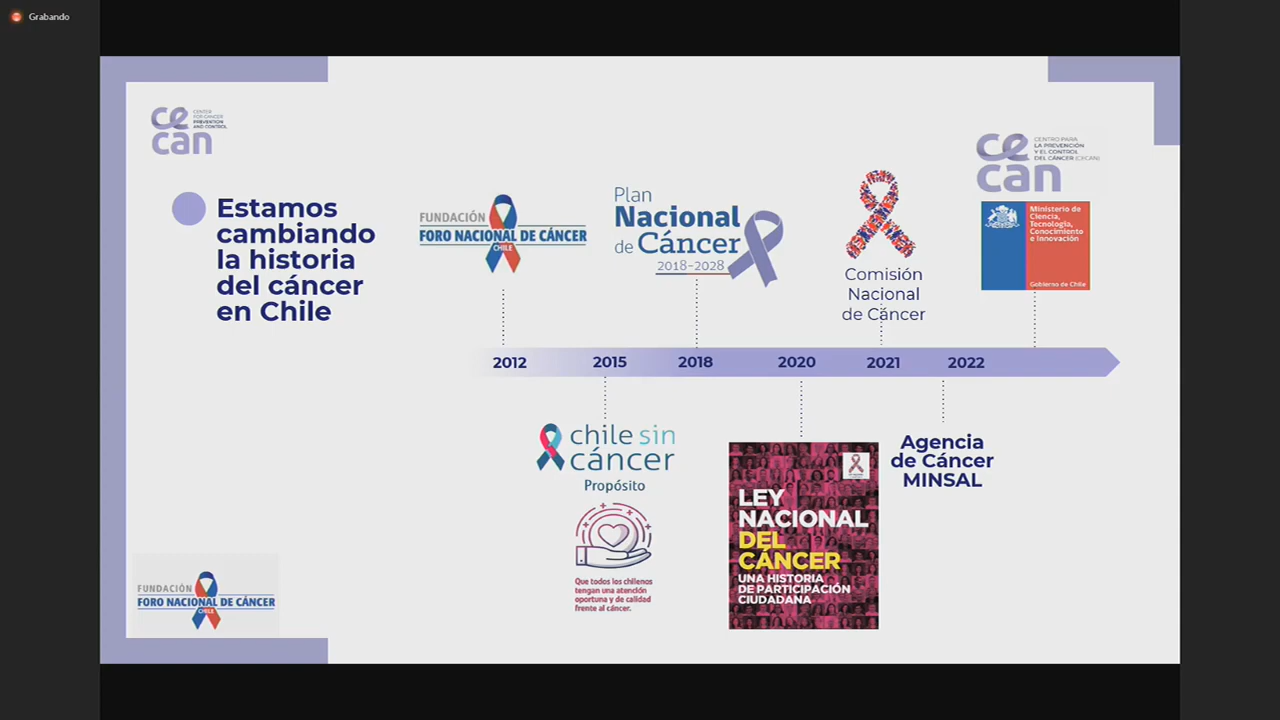 Grabando
ce
can
CENTER
FOR CANCER
PREVENTION
AND CONTROL
Estamos
cambiando
la historia
del cáncer
en Chile
FUNDACIÓN
FORO NACIONAL DE CÁNCER
CHILE
Plan
Nacional
de Cáncer
2018-2028
Comisión
Nacional
de Cáncer
ce
can
CENTRO PARA
LA PREVENCIÓN
Y EL CONTROL
DEL CÁNCER (CECAN)
Ministerio de
Ciencia,
Tecnología,
Conocimiento
e Innovación
Gobierno de Chile
2012 2015 2018 2020 2021 2022
chile sin
cáncer
Propósito
Que todos los chilenos
tengan una atención
oportuna y de calidad
frente al cáncer.
LEY
NACIONAL
DEL
CÁNCER
UNA HISTORIA
DE PARTICIPACIÓN
CIUDADANA
Agencia
de Cáncer
MINSAL
FUNDACIÓN
FORO NACIONAL DE CÁNCER
CHILE